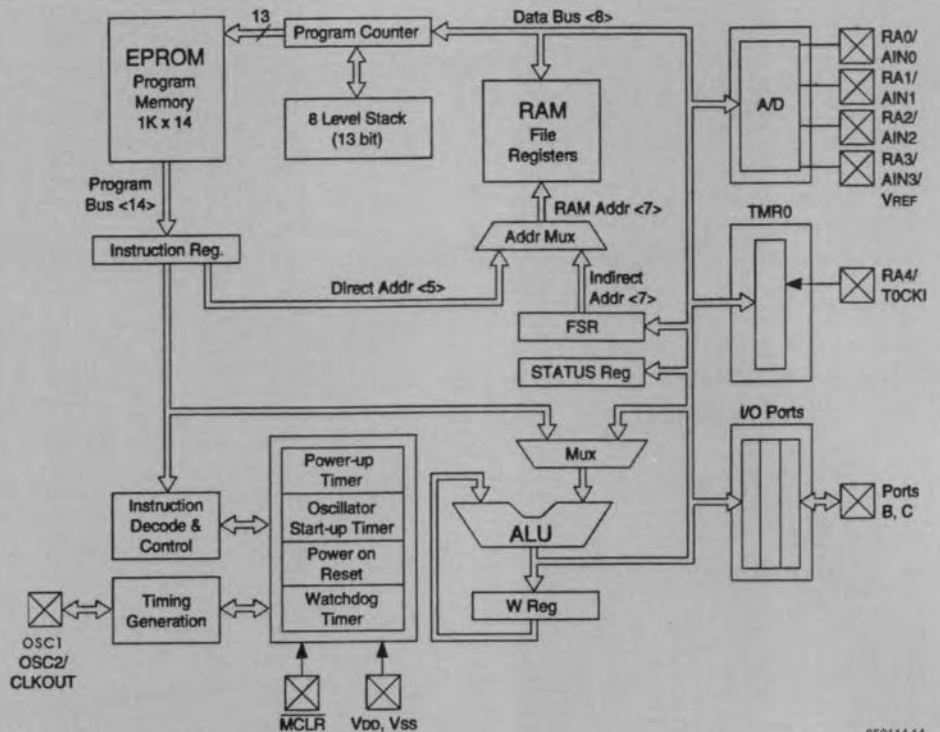 13
Data Bus <8>
Program Counter
EPROM
Program
Memory
1K x 14
8 Level Stack
(13 bit)
RAM
File
Registers
A/D
RA0/
AIN0
RA1/
AIN1
RA2/
AIN2
RA3/
AIN3/
VREF
Program
Bus <14>
RAM Addr <7>
Addr Mux
Instruction Reg.
Direct Addr <5>
Indirect
Addr <7>
FSR
STATUS Reg
TMR0
RA4/
T0CKI
I/O Ports
Mux
Power-up
Timer
Oscillator
Start-up Timer
Power on
Reset
Watchdog
Timer
Instruction
Decode &
Control
ALU
Ports
B, C
W Reg
Timing
Generation
OSC1
OSC2/
CLKOUT
MCLR
VDD, VSS